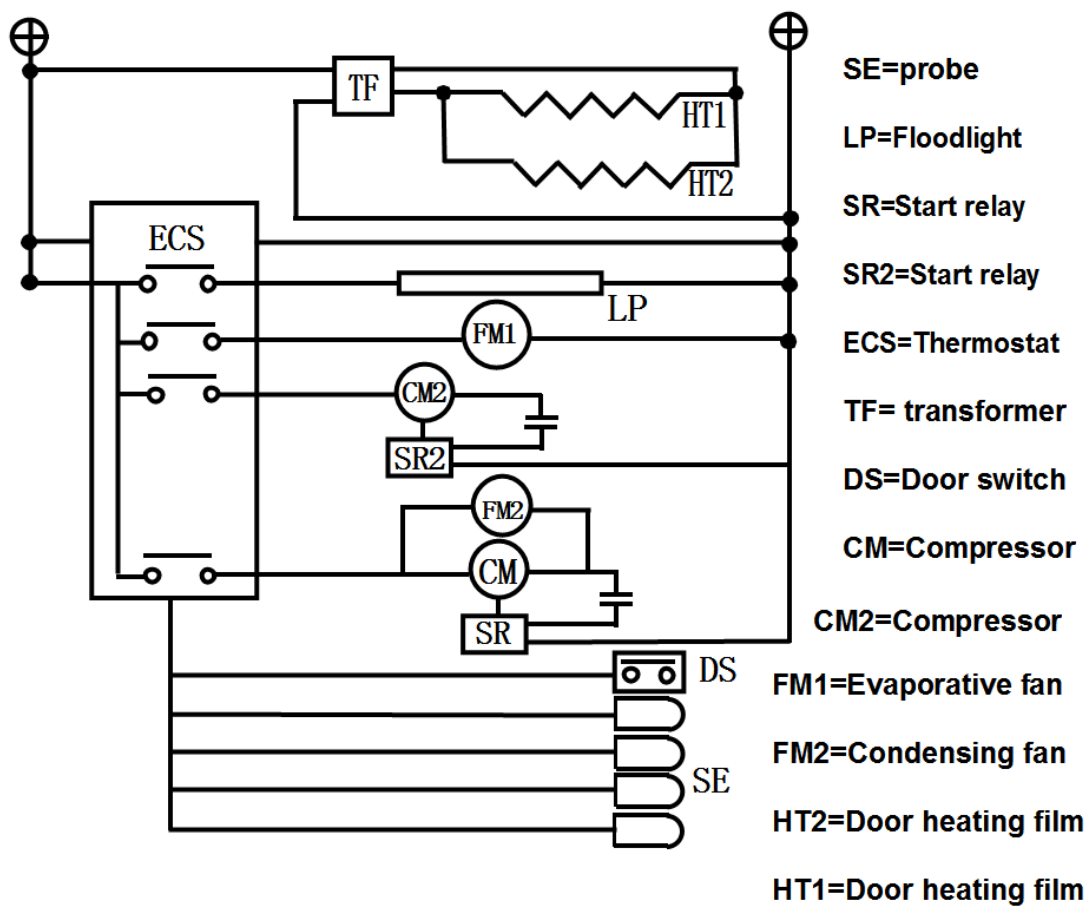 TF
HT1
HT2
ECS
LP
FM1
CM2
SR2
FM2
CM
SR
DS
SE
SE=probe
LP=Floodlight
SR=Start relay
SR2=Start relay
ECS=Thermostat
TF= transformer
DS=Door switch
CM=Compressor
CM2=Compressor
FM1=Evaporative fan
FM2=Condensing fan
HT2=Door heating film
HT1=Door heating film